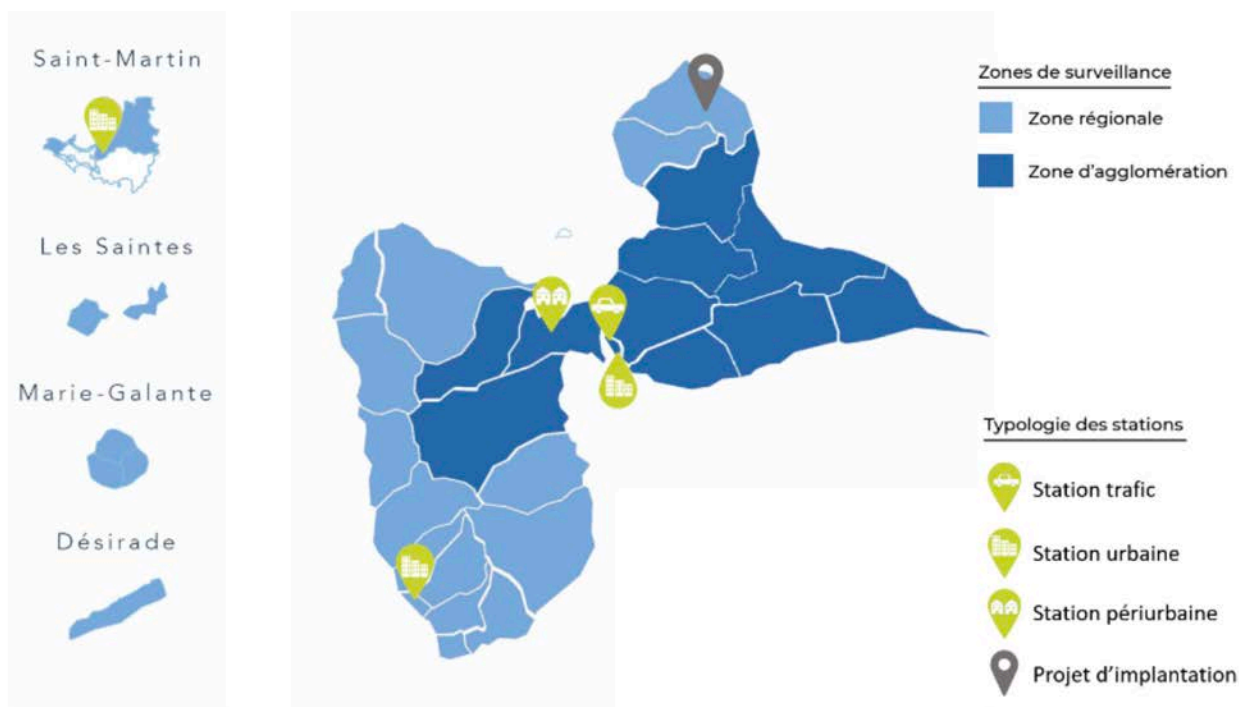 Saint-Martin
Les Saintes
Marie-Galante
Désirade
Zones de surveillance
Zone régionale
Zone d'agglomération
Typologie des stations
Station trafic
Station urbaine
Station périurbaine
Projet d'implantation